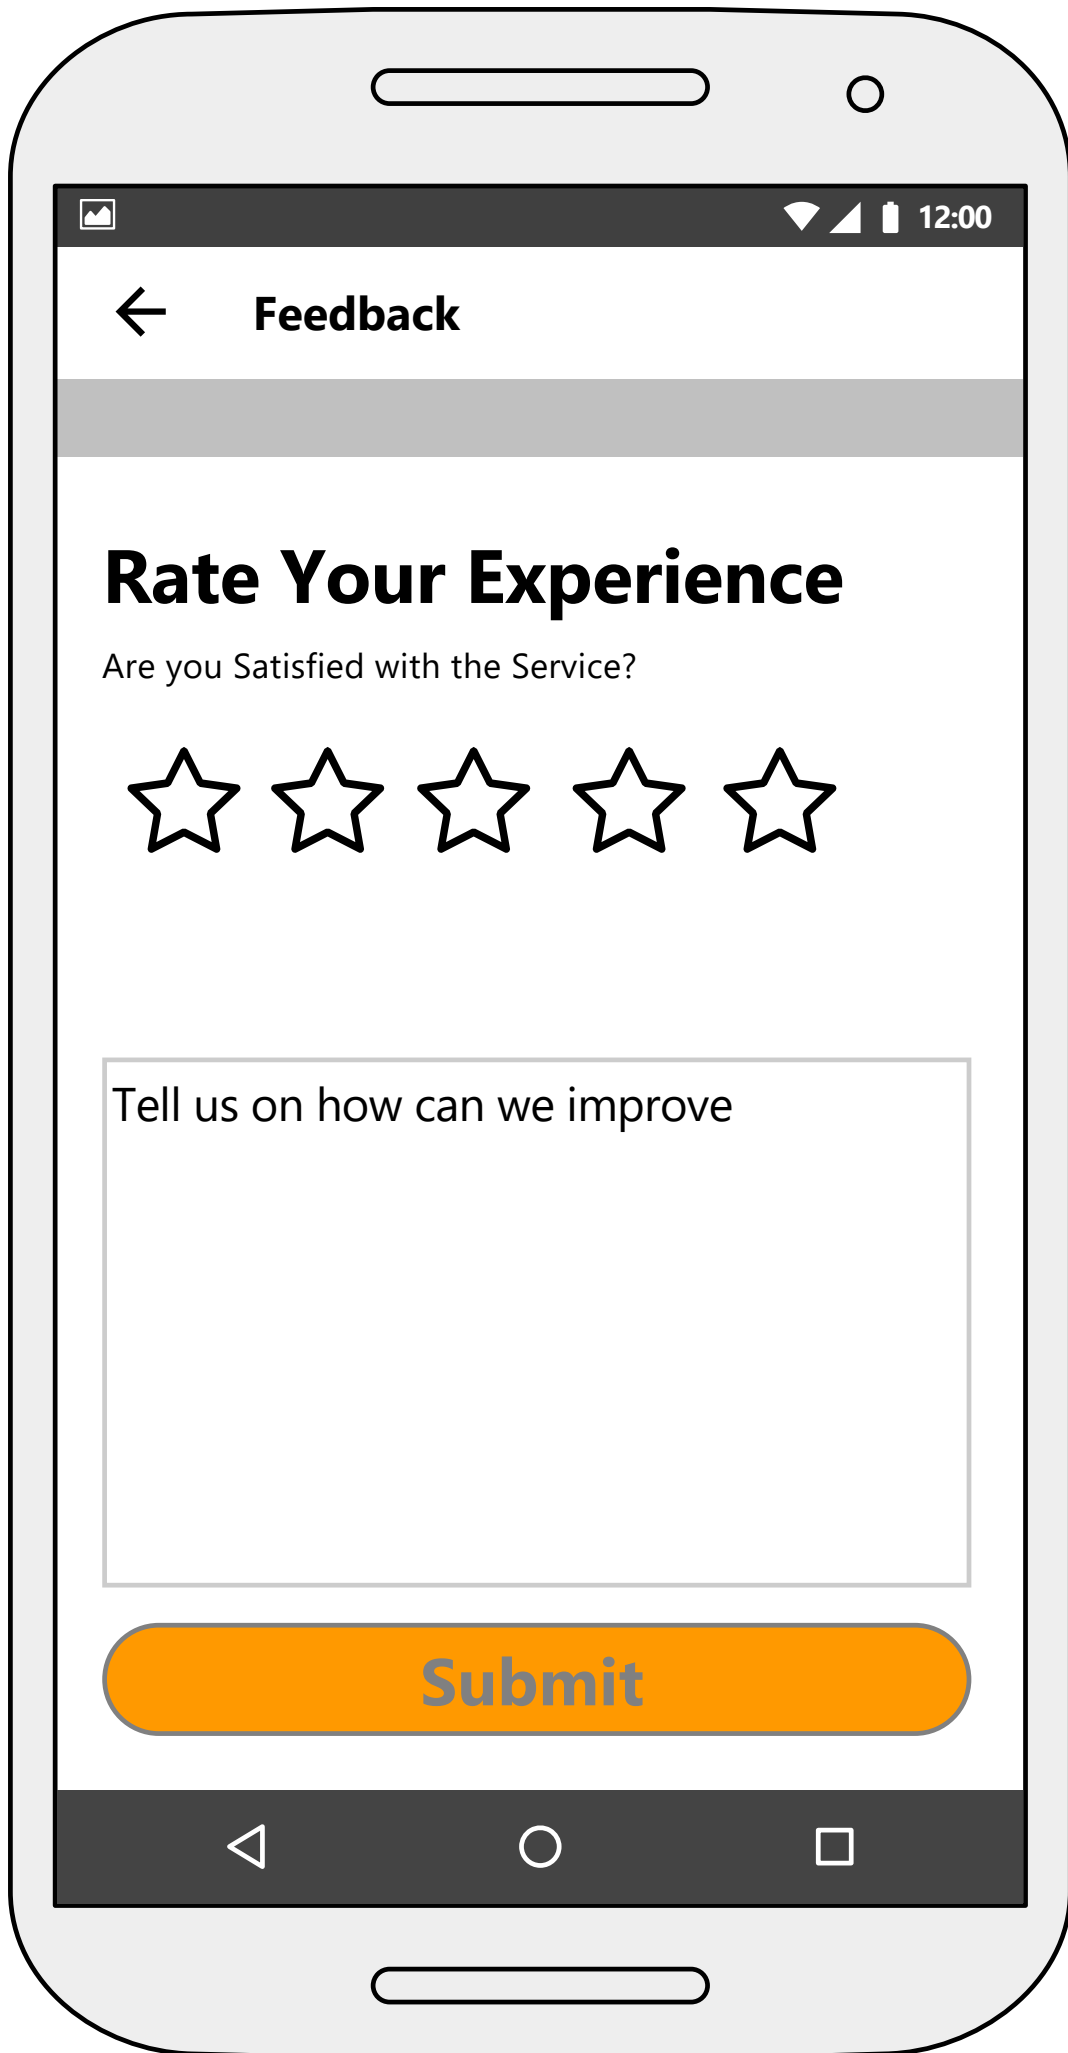 12:00
Feedback
Rate Your Experience
Are you Satisfied with the Service?
Tell us on how can we improve
Submit